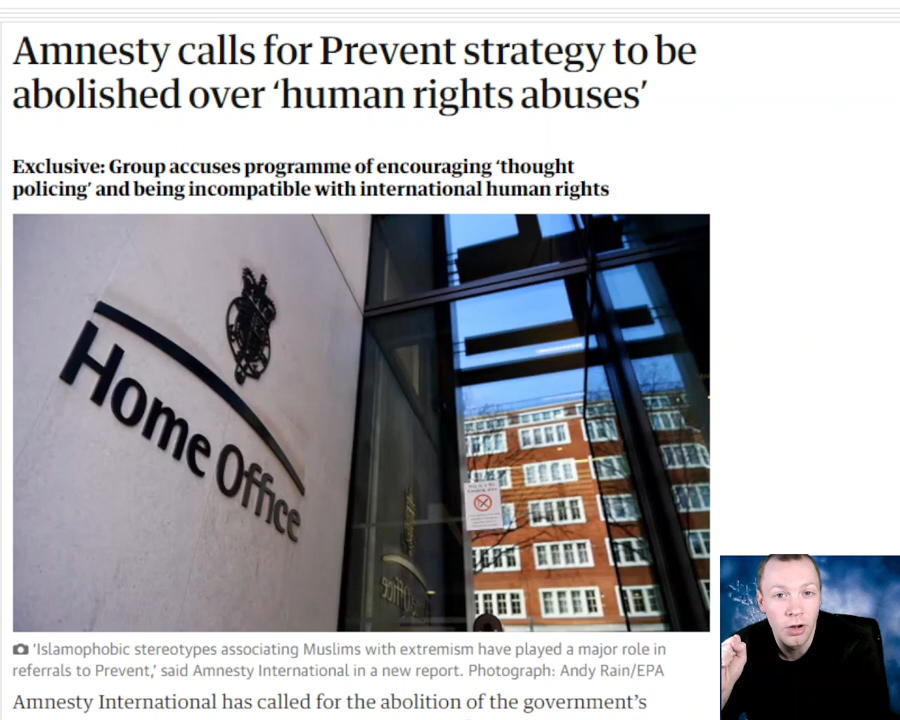 Amnesty calls for Prevent strategy to be
abolished over ‘human rights abuses’
Exclusive: Group accuses programme of encouraging ‘thought
policing’ and being incompatible with international human rights
Home Office
‘Islamophobic stereotypes associating Muslims with extremism have played a major role in
referrals to Prevent,’ said Amnesty International in a new report. Photograph: Andy Rain/EPA
Amnesty International has called for the abolition of the government’s